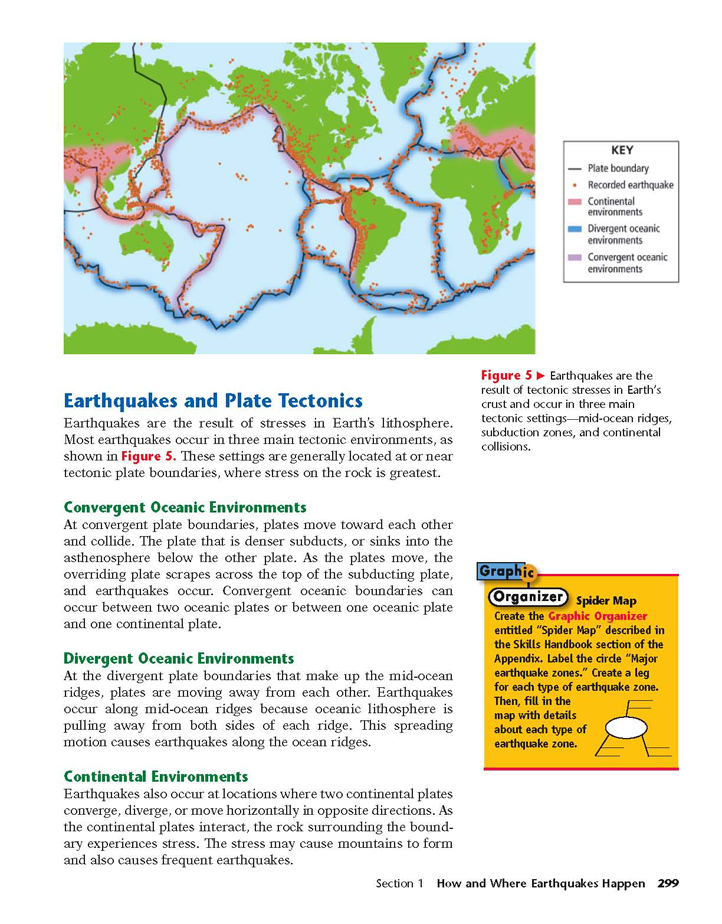 KEY
Plate boundary
Recorded earthquake
Continental
environments
Divergent oceanic
environments
Convergent oceanic
environments
Figure 5 ▶ Earthquakes are the
result of tectonic stresses in Earth's
crust and occur in three main
tectonic settings—mid-ocean ridges,
subduction zones, and continental
collisions.
Earthquakes and Plate Tectonics
Earthquakes are the result of stresses in Earth's lithosphere.
Most earthquakes occur in three main tectonic environments, as
shown in Figure 5. These settings are generally located at or near
tectonic plate boundaries, where stress on the rock is greatest.
Convergent Oceanic Environments
At convergent plate boundaries, plates move toward each other
and collide. The plate that is denser subducts, or sinks into the
asthenosphere below the other plate. As the plates move, the
overriding plate scrapes across the top of the subducting plate,
and earthquakes occur. Convergent oceanic boundaries can
occur between two oceanic plates or between one oceanic plate
and one continental plate.
Divergent Oceanic Environments
At the divergent plate boundaries that make up the mid-ocean
ridges, plates are moving away from each other. Earthquakes
occur along mid-ocean ridges because oceanic lithosphere is
pulling away from both sides of each ridge. This spreading
motion causes earthquakes along the ocean ridges.
Continental Environments
Earthquakes also occur at locations where two continental plates
converge, diverge, or move horizontally in opposite directions. As
the continental plates interact, the rock surrounding the bound-
ary experiences stress. The stress may cause mountains to form
and also causes frequent earthquakes.
Graphic
Organizer Spider Map
Create the Graphic Organizer
entitled "Spider Map" described in
the Skills Handbook section of the
Appendix. Label the circle "Major
earthquake zones." Create a leg
for each type of earthquake zone.
Then, fill in the
map with details
about each type of
earthquake zone.
Section 1 How and Where Earthquakes Happen 299